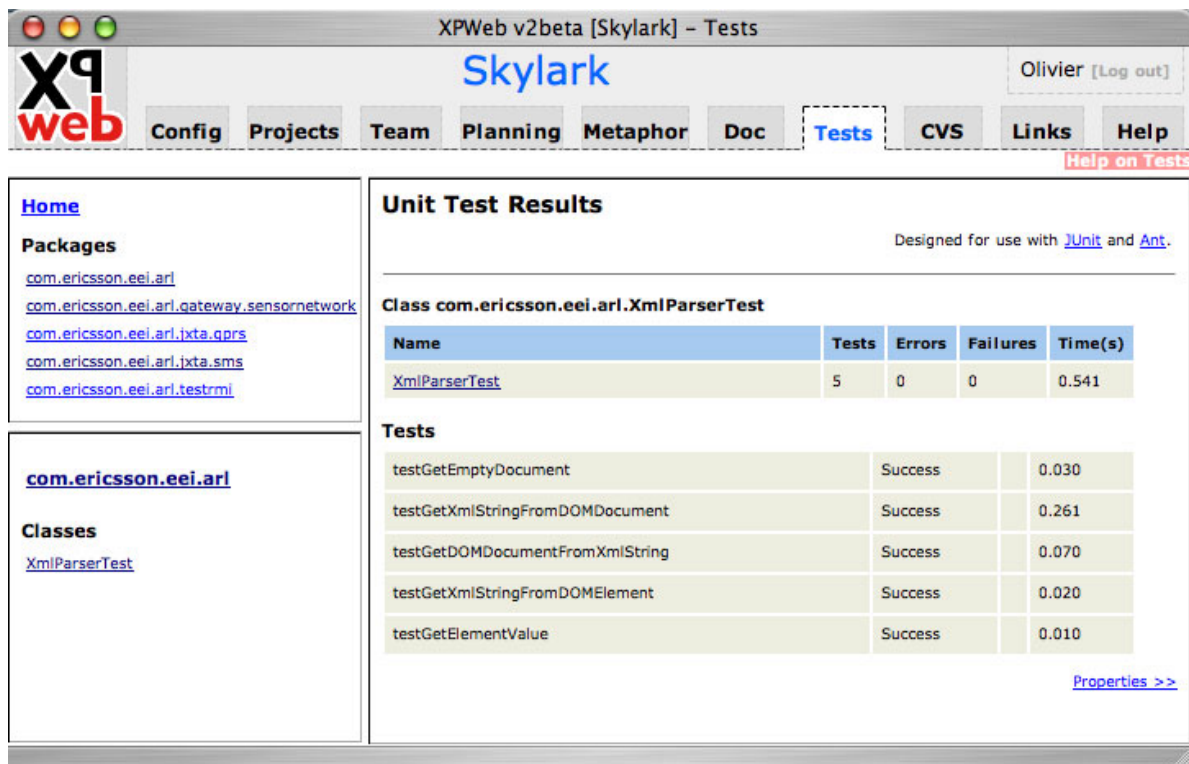 XPWeb v2beta [Skylark] – Tests
XP
web
Skylark
Olivier [Log out]
Config Projects Team Planning Metaphor Doc Tests CVS Links Help
Help on Tests
Home
Packages
com.ericsson.eei.arl
com.ericsson.eei.arl.gateway.sensornetwork
com.ericsson.eei.arl.jxta.gprs
com.ericsson.eei.arl.jxta.sms
com.ericsson.eei.arl.testrmi
com.ericsson.eei.arl
Classes
XmlParserTest
Unit Test Results
Designed for use with JUnit and Ant.
Class com.ericsson.eei.arl.XmlParserTest
Name Tests Errors Failures Time(s)
XmlParserTest 5 0 0 0.541
Tests
testGetEmptyDocument Success 0.030
testGetXmlStringFromDOMDocument Success 0.261
testGetDOMDocumentFromXmlString Success 0.070
testGetXmlStringFromDOMElement Success 0.020
testGetElementValue Success 0.010
Properties >>